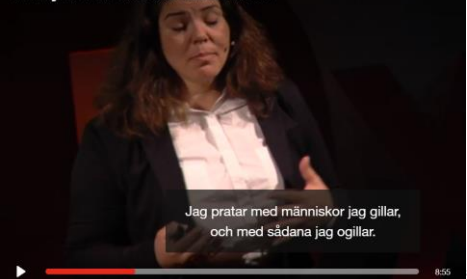 Jag pratar med människor jag gillar,
och med sådana jag ogillar.
8:55